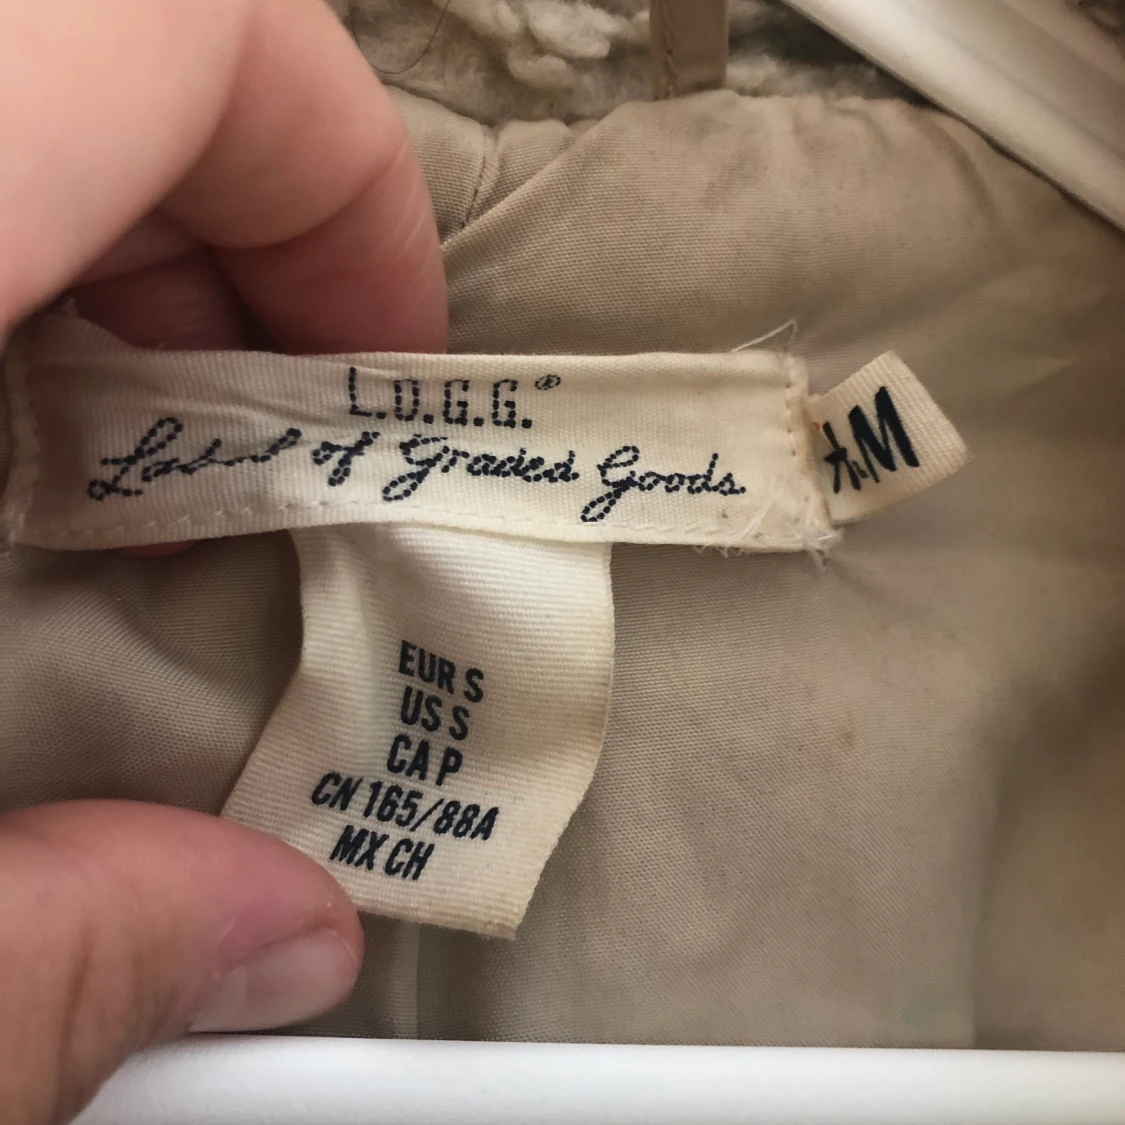 L.O.G.G.®
Label of Graded Goods
H&M
EUR S
US S
CA P
CN 165/88A
MX CH